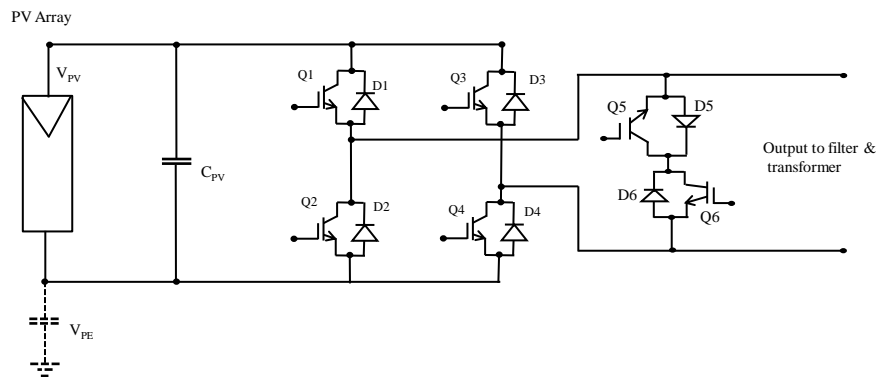 PV Array
V_PV
Q1
D1
Q3
D3
Q5
D5
Output to filter &
transformer
C_PV
D6
Q6
Q2
D2
Q4
D4
V_PE